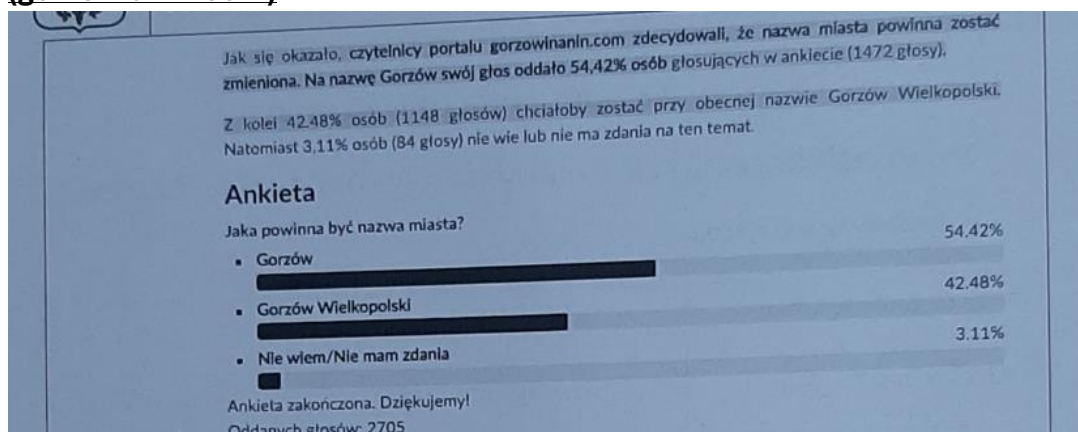 Jak się okazało, czytelnicy portalu gorzowianin.com zdecydowali, że nazwa miasta powinna zostać
zmieniona. Na nazwę Gorzów swój głos oddało 54,42% osób głosujących w ankiecie (1472 głosy).
Z kolei 42.48% osób (1148 głosów) chciałoby zostać przy obecnej nazwie Gorzów Wielkopolski.
Natomiast 3,11% osób (84 głosy) nie wie lub nie ma zdania na ten temat.
Ankieta
Jaka powinna być nazwa miasta?
▪ Gorzów 54.42%
▪ Gorzów Wielkopolski 42.48%
▪ Nie wiem/Nie mam zdania 3.11%
Ankieta zakończona. Dziękujemy!
Oddanych głosów: 2705